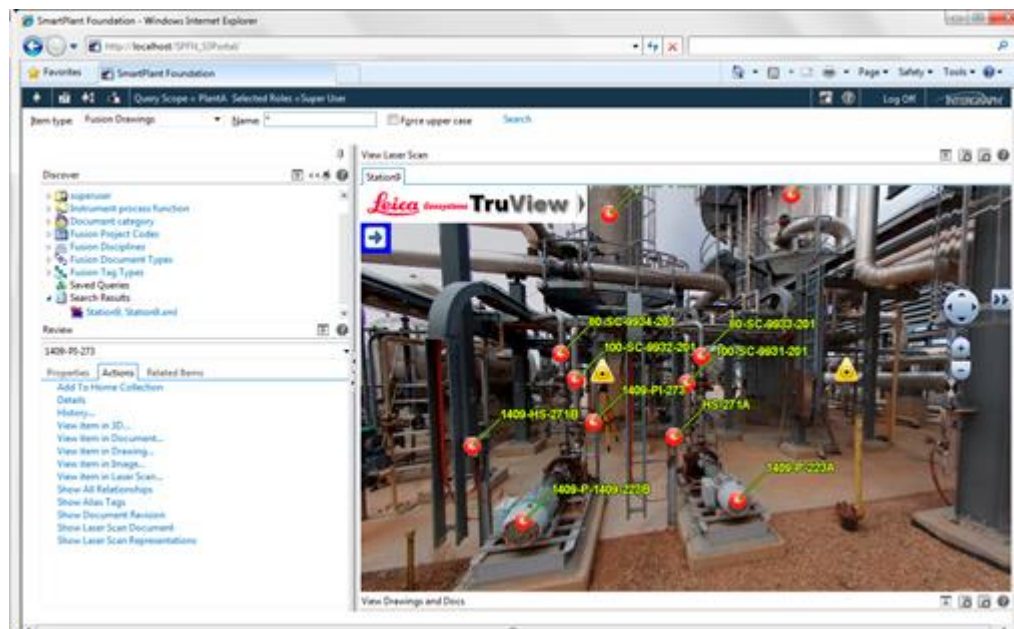 SmartPlant Foundation - Windows Internet Explorer
http://localhost/SPFH_SSPortal/
Favorites SmartPlant Foundation
Page Safety Tools
Query Scope = PlantA Selected Roles = Super User
Log Off INTERGRAPH
Item type: Fusion Drawings Name: * Force upper case Search
View Laser Scan
Discover
Station9
superuser
Instrument process function
Document category
Fusion Project Codes
Fusion Disciplines
Fusion Document Types
Fusion Tag Types
Saved Queries
Search Results
Station9, Station9.xml
Review
1409-PI-273
Properties Actions Related Items
Add To Home Collection
Details
History...
View item in 3D...
View item in Document...
View item in Drawing...
View item in Image...
View item in Laser Scan...
Show All Relationships
Show Alias Tags
Show Document Revision
Show Laser Scan Document
Show Laser Scan Representations
Leica Geosystems TruView
80-SC-9934-201
80-SC-9933-201
100-SC-9932-201
100-SC-9931-201
1409-PI-273
1409-HS-271B
HS-271A
1409-P-223A
1409-P-1409-223B
View Drawings and Docs